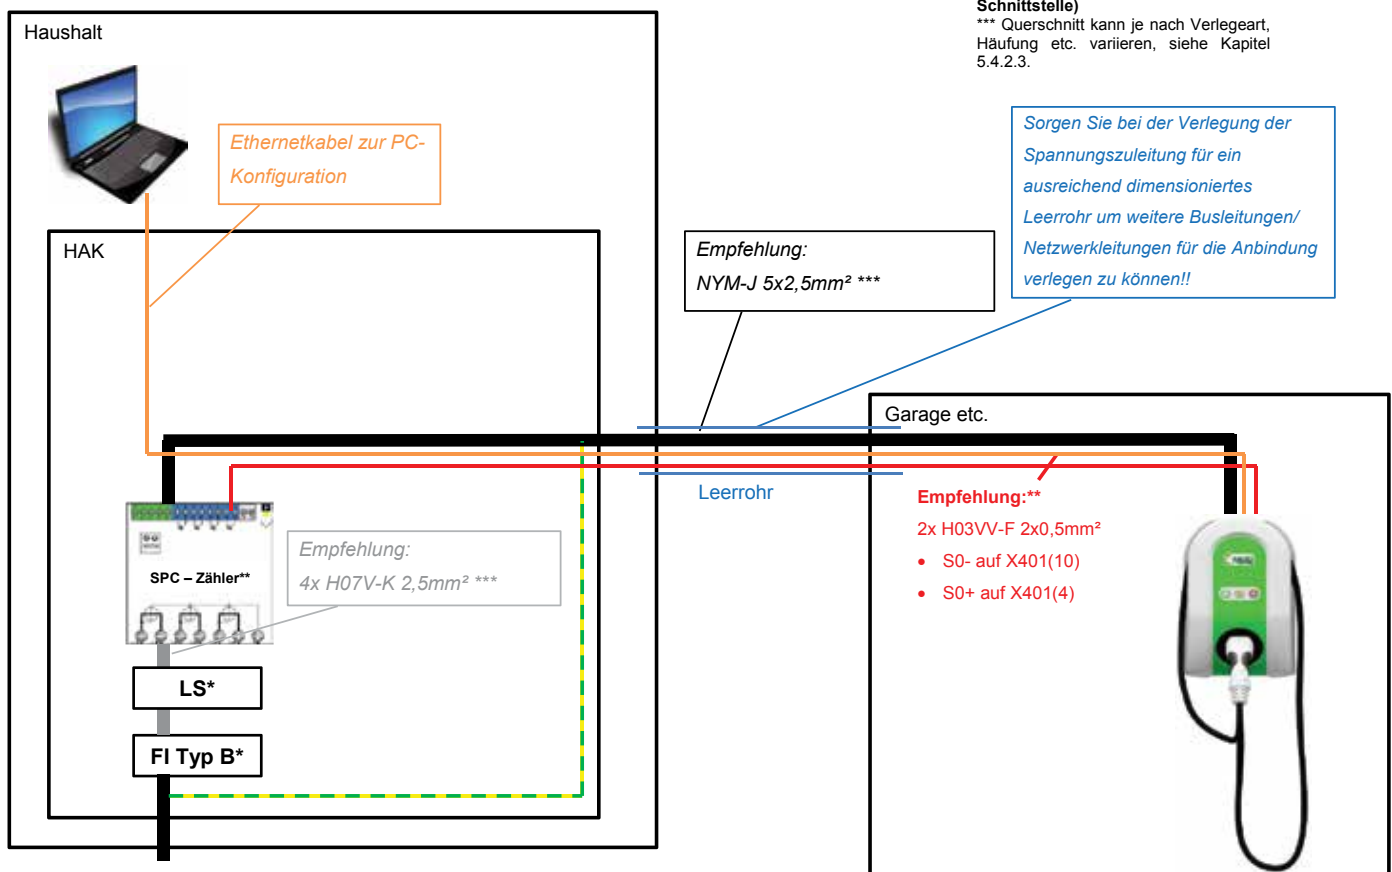 Schnittstelle)
*** Querschnitt kann je nach Verlegeart,
Häufung etc. variieren, siehe Kapitel
5.4.2.3.
Haushalt
Ethernetkabel zur PC-
Konfiguration
Sorgen Sie bei der Verlegung der
Spannungszuleitung für ein
ausreichend dimensioniertes
Leerrohr um weitere Busleitungen/
Netzwerkleitungen für die Anbindung
verlegen zu können!!
HAK
Empfehlung:
NYM-J 5x2,5mm² ***
Garage etc.
Leerrohr
Empfehlung:**
2x H03VV-F 2x0,5mm²
• S0- auf X401(10)
• S0+ auf X401(4)
Empfehlung:
4x H07V-K 2,5mm² ***
SPC – Zähler**
LS*
FI Typ B*